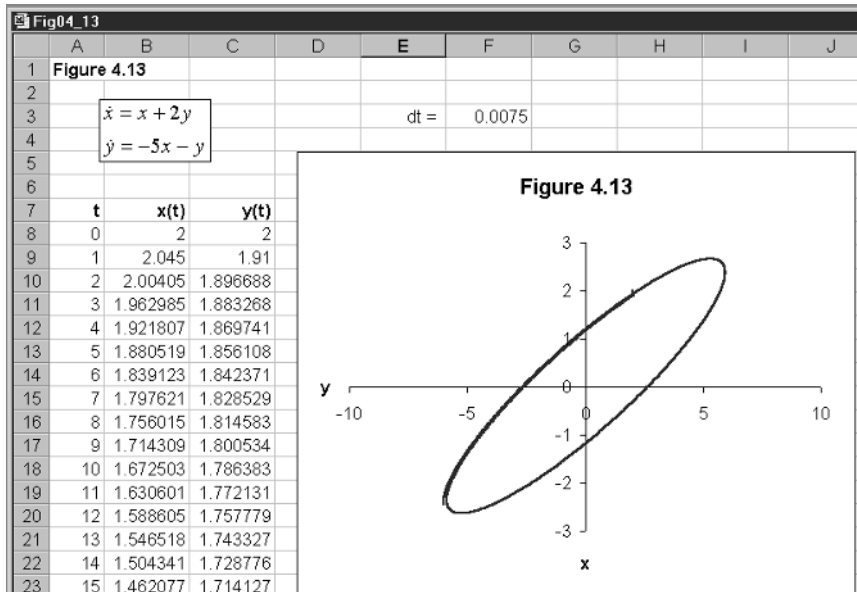 Fig04_13
A B C D E F G H I J
1 Figure 4.13
2
3 ẋ = x + 2y dt = 0.0075
4 ẏ = −5x − y
5
6
7 t x(t) y(t)
8 0 2 2
9 1 2.045 1.91
10 2 2.00405 1.896688
11 3 1.962985 1.883268
12 4 1.921807 1.869741
13 5 1.880519 1.856108
14 6 1.839123 1.842371
15 7 1.797621 1.828529
16 8 1.756015 1.814583
17 9 1.714309 1.800534
18 10 1.672503 1.786383
19 11 1.630601 1.772131
20 12 1.588605 1.757779
21 13 1.546518 1.743327
22 14 1.504341 1.728776
23 15 1.462077 1.714127
Figure 4.13
3
2
1
0
-1
-2
-3
y
-10 -5 0 5 10
x